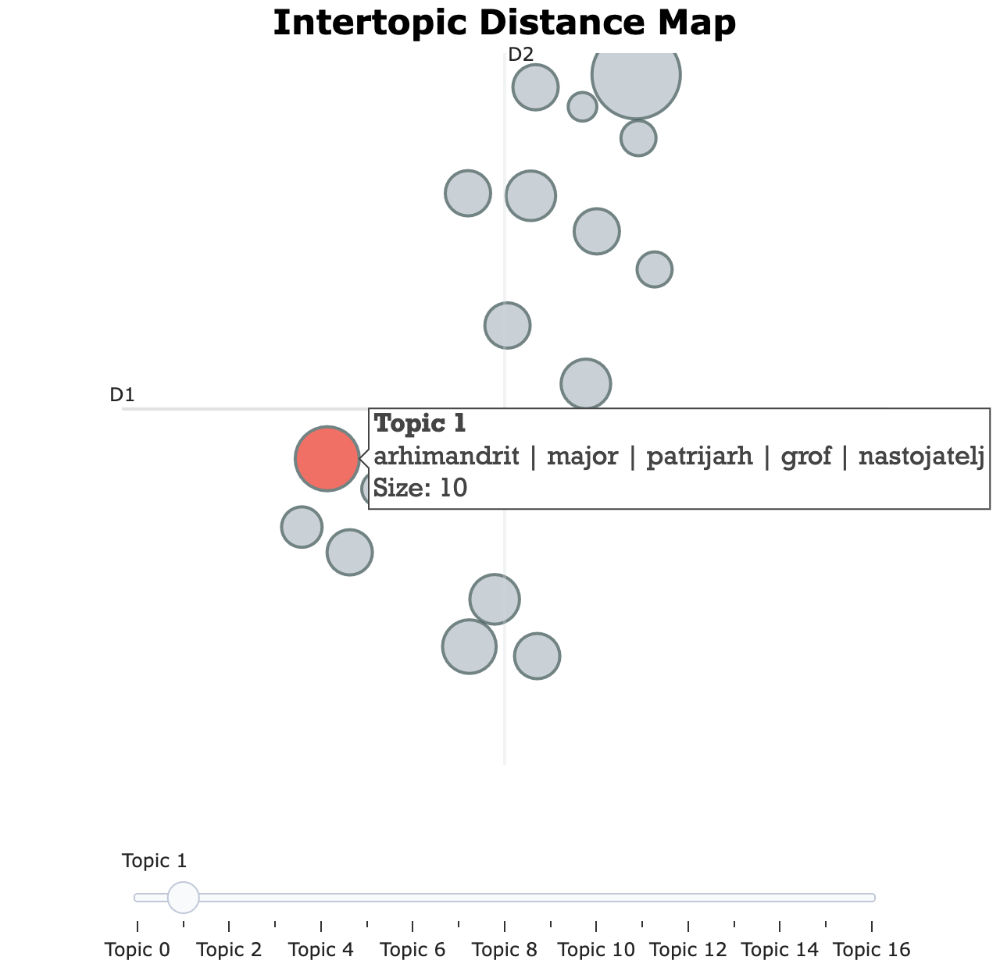 Intertopic Distance Map
D2
D1
Topic 1
arhimandrit | major | patrijarh | grof | nastojatelj
Size: 10
Topic 1
Topic 0 Topic 2 Topic 4 Topic 6 Topic 8 Topic 10 Topic 12 Topic 14 Topic 16